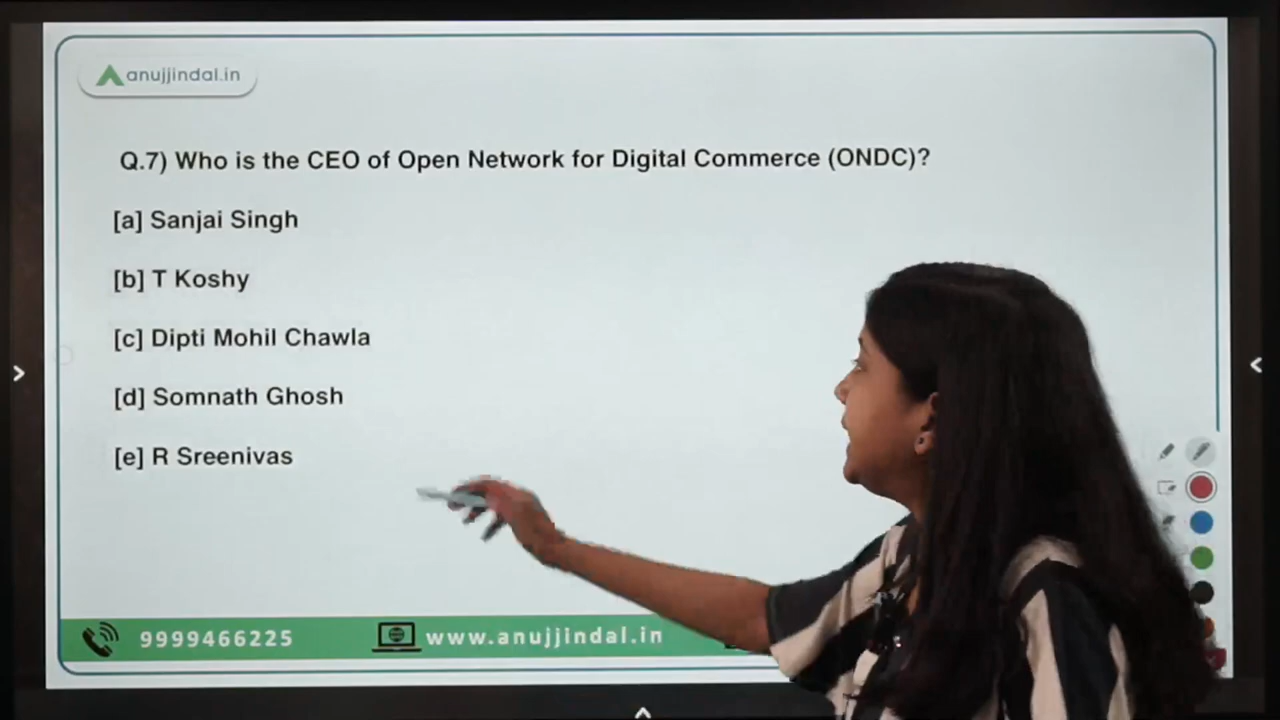 anujjindal.in
Q.7) Who is the CEO of Open Network for Digital Commerce (ONDC)?
[a] Sanjai Singh
[b] T Koshy
[c] Dipti Mohil Chawla
[d] Somnath Ghosh
[e] R Sreenivas
9999466225 www.anujjindal.in